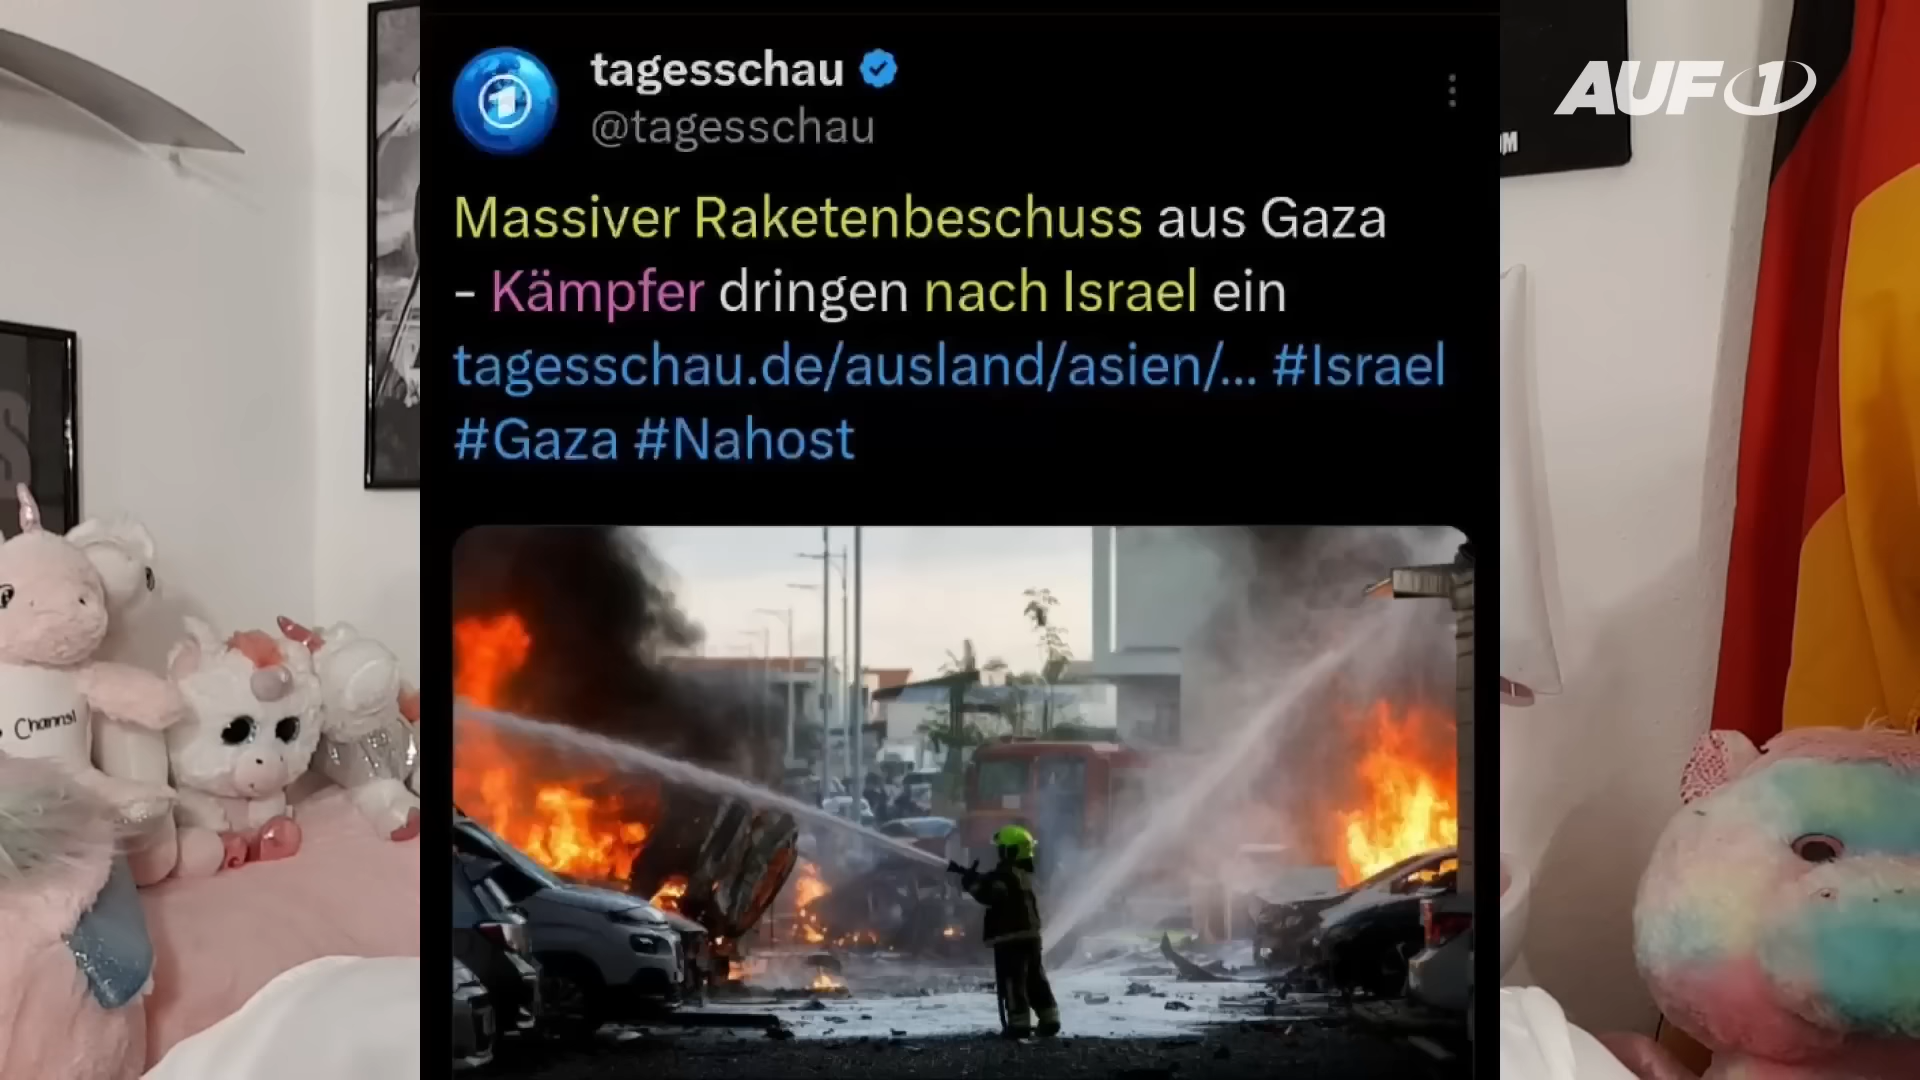 tagesschau
@tagesschau
AUF1
Massiver Raketenbeschuss aus Gaza
- Kämpfer dringen nach Israel ein
tagesschau.de/ausland/asien/... #Israel
#Gaza #Nahost
Channel